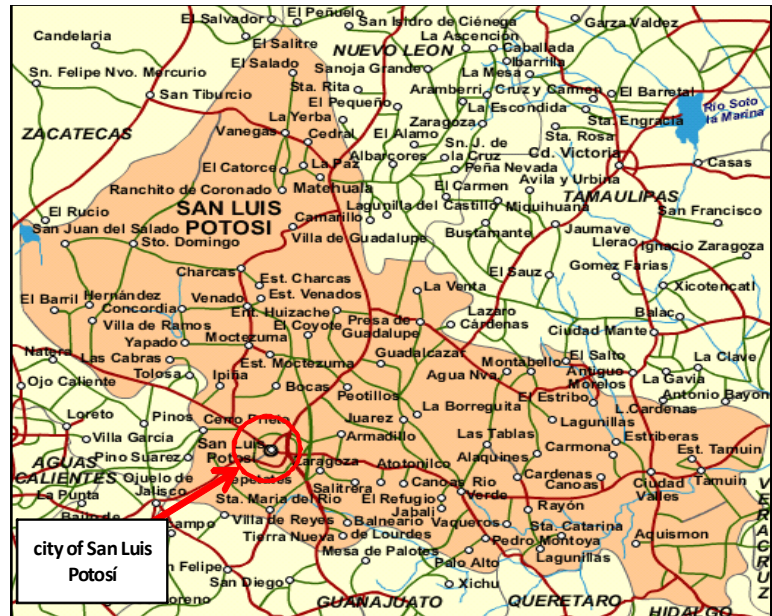 El Salvador
El Peñuelo
San Isidro de Ciénega
Garza Valdez
Candelaria
El Salitre
La Ascención
Caballada
NUEVO LEON
Ibarrilla
Sn. Felipe Nvo. Mercurio
El Salado
Sanoja Grande
La Mesa
Sta. Rita
Aramberri
Cruz y Carmen
El Barretal
San Tiburcio
El Pequeño
La Escondida
Rio Soto
la Marina
La Yerba
Zaragoza
Sta. Engracia
ZACATECAS
Vanegas
Cedral
El Alamo
Sn. J. de
la Cruz
Sta. Rosa
Cd. Victoria
El Catorce
La Paz
Albarcores
Peña Nevada
Casas
Ranchito de Coronado
Matehuala
El Carmen
Avila y Urbina
SAN LUIS
POTOSI
Lagunilla del Castillo
Miquihuana
TAMAULIPAS
El Rucio
Camarillo
San Francisco
San Juan del Salado
Sto. Domingo
Villa de Guadalupe
Bustamante
Jaumave
Llera
Ignacio Zaragoza
Charcas
Est. Charcas
El Sauz
Gomez Farias
Xicotencatl
El Barril
Hernández
Venado
Est. Venados
La Venta
Concordia
Ent. Huizache
Lazaro
Cárdenas
Balac
Villa de Ramos
El Coyote
Presa de
Guadalupe
Ciudad Mante
Yapado
Moctezuma
Natera
Las Cabras
Est. Moctezuma
Guadalcazar
Montabello
El Salto
La Clave
Tolosa
Ipiña
Agua Nva.
Antiguo
Morelos
La Gavia
Ojo Caliente
Bocas
Peotillos
El Estribo
Antonio Bayon
Loreto
Pinos
Cerro Prieto
Juarez
La Borreguita
L.Cardenas
Lagunillas
Villa Garcia
San Luis
Potosí
Armadillo
Las Tablas
Estriberas
Pino Suarez
Alaquines
Carmona
Est. Tamuin
AGUAS
CALIENTES
Ojuelo de
Jalisco
Zaragoza
Atotonilco
Cardenas
Canoas
Ciudad
Valles
Tamuin
La Punta
Tepetates
Salitrera
Canoas
Rio
Verde
Sta. Maria del Rio
El Refugio
Jabali
Rayón
VERACRUZ
Villa de Reyes
Balneario
de Lourdes
Vaqueros
Sta. Catarina
Tierra Nueva
Pedro Montoya
Aquismon
city of San Luis
Potosí
Mesa de Palotes
Palo Alto
Lagunillas
San Diego
Xichu
GUANAJUATO
QUERETARO
HIDALGO